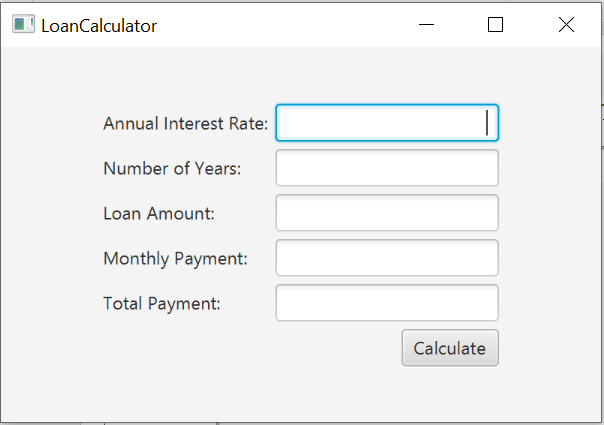 LoanCalculator
Annual Interest Rate:
Number of Years:
Loan Amount:
Monthly Payment:
Total Payment:
Calculate